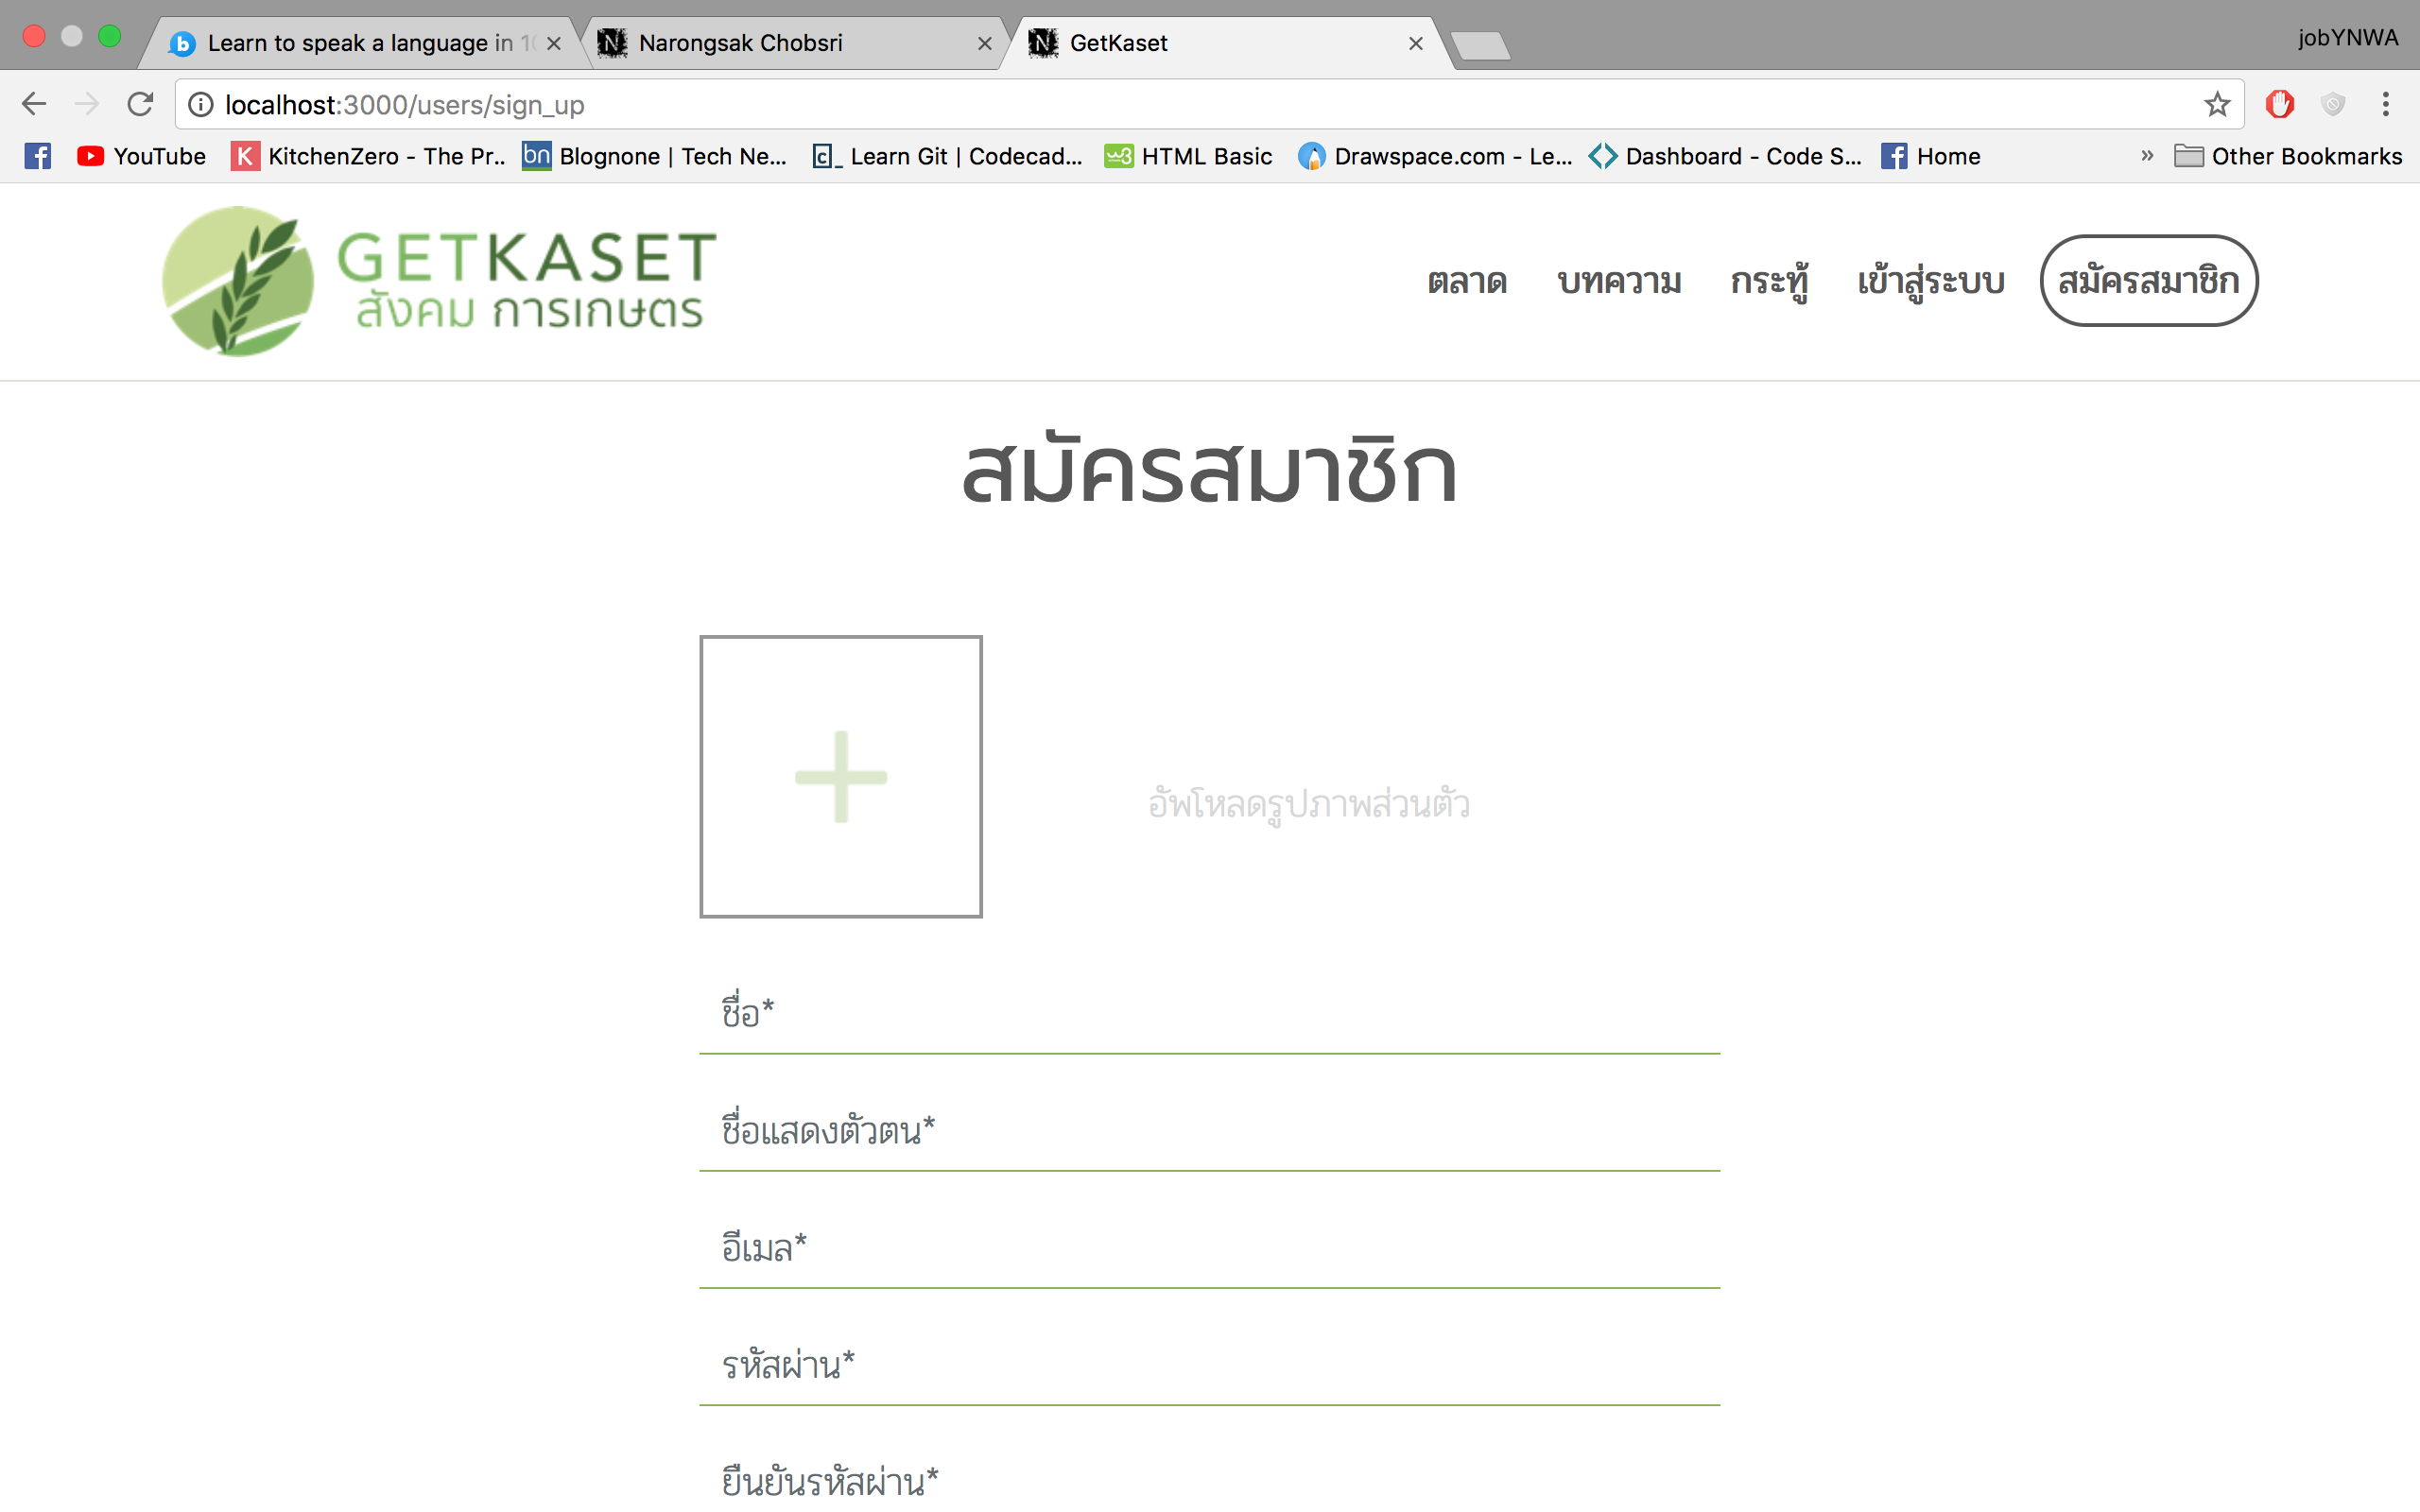 Learn to speak a language in 10
Narongsak Chobsri
GetKaset
jobYNWA
localhost:3000/users/sign_up
YouTube
KitchenZero - The Pr..
Blognone | Tech Ne...
Learn Git | Codecad...
HTML Basic
Drawspace.com - Le...
Dashboard - Code S...
Home
» Other Bookmarks
GETKASET
สังคม การเกษตร
ตลาด
บทความ
กระทู้
เข้าสู่ระบบ
สมัครสมาชิก
สมัครสมาชิก
อัพโหลดรูปภาพส่วนตัว
ชื่อ*
ชื่อแสดงตัวตน*
อีเมล*
รหัสผ่าน*
ยืนยันรหัสผ่าน*